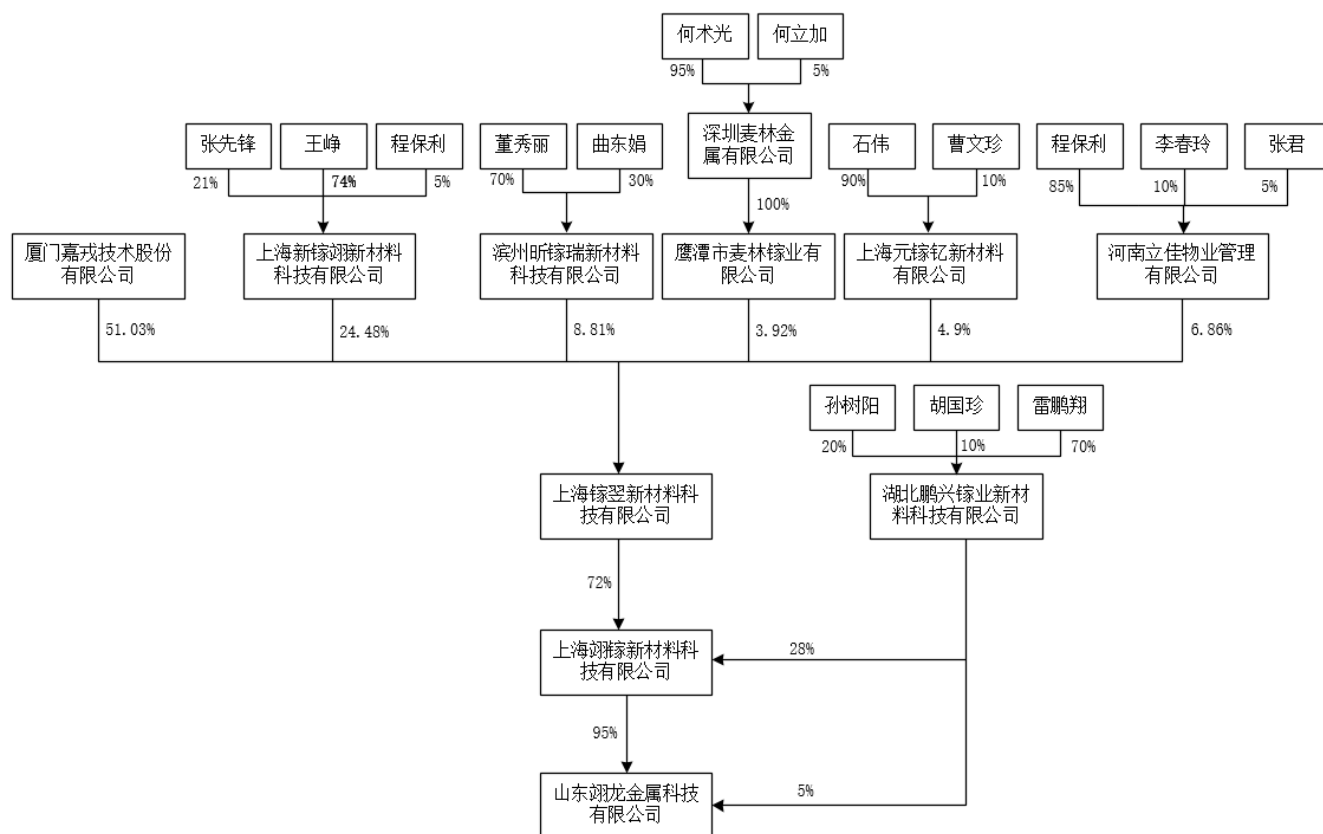 何术光
何立加
95%
5%
深圳麦林金
属有限公司
张先锋
王峥
程保利
董秀丽
曲东娟
石伟
曹文珍
程保利
李春玲
张君
21%
74%
5%
70%
30%
100%
90%
10%
85%
10%
5%
厦门嘉戎技术股份
有限公司
上海新镓翊新材料
科技有限公司
滨州昕镓瑞新材料
科技有限公司
鹰潭市麦林镓业有
限公司
上海元镓钇新材料
有限公司
河南立佳物业管理
有限公司
51.03%
24.48%
8.81%
3.92%
4.9%
6.86%
孙树阳
胡国珍
雷鹏翔
20%
10%
70%
上海镓翌新材料科
技有限公司
湖北鹏兴镓业新材
料科技有限公司
72%
上海翊镓新材料科
技有限公司
28%
95%
山东翊龙金属科技
有限公司
5%